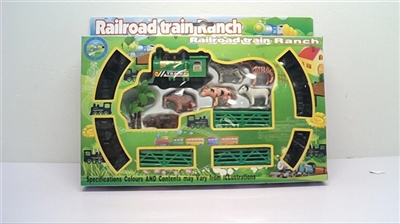 Railroad train Ranch
Railroad train Ranch
Specifications Colours AND Contents may Vary from ILLustrations